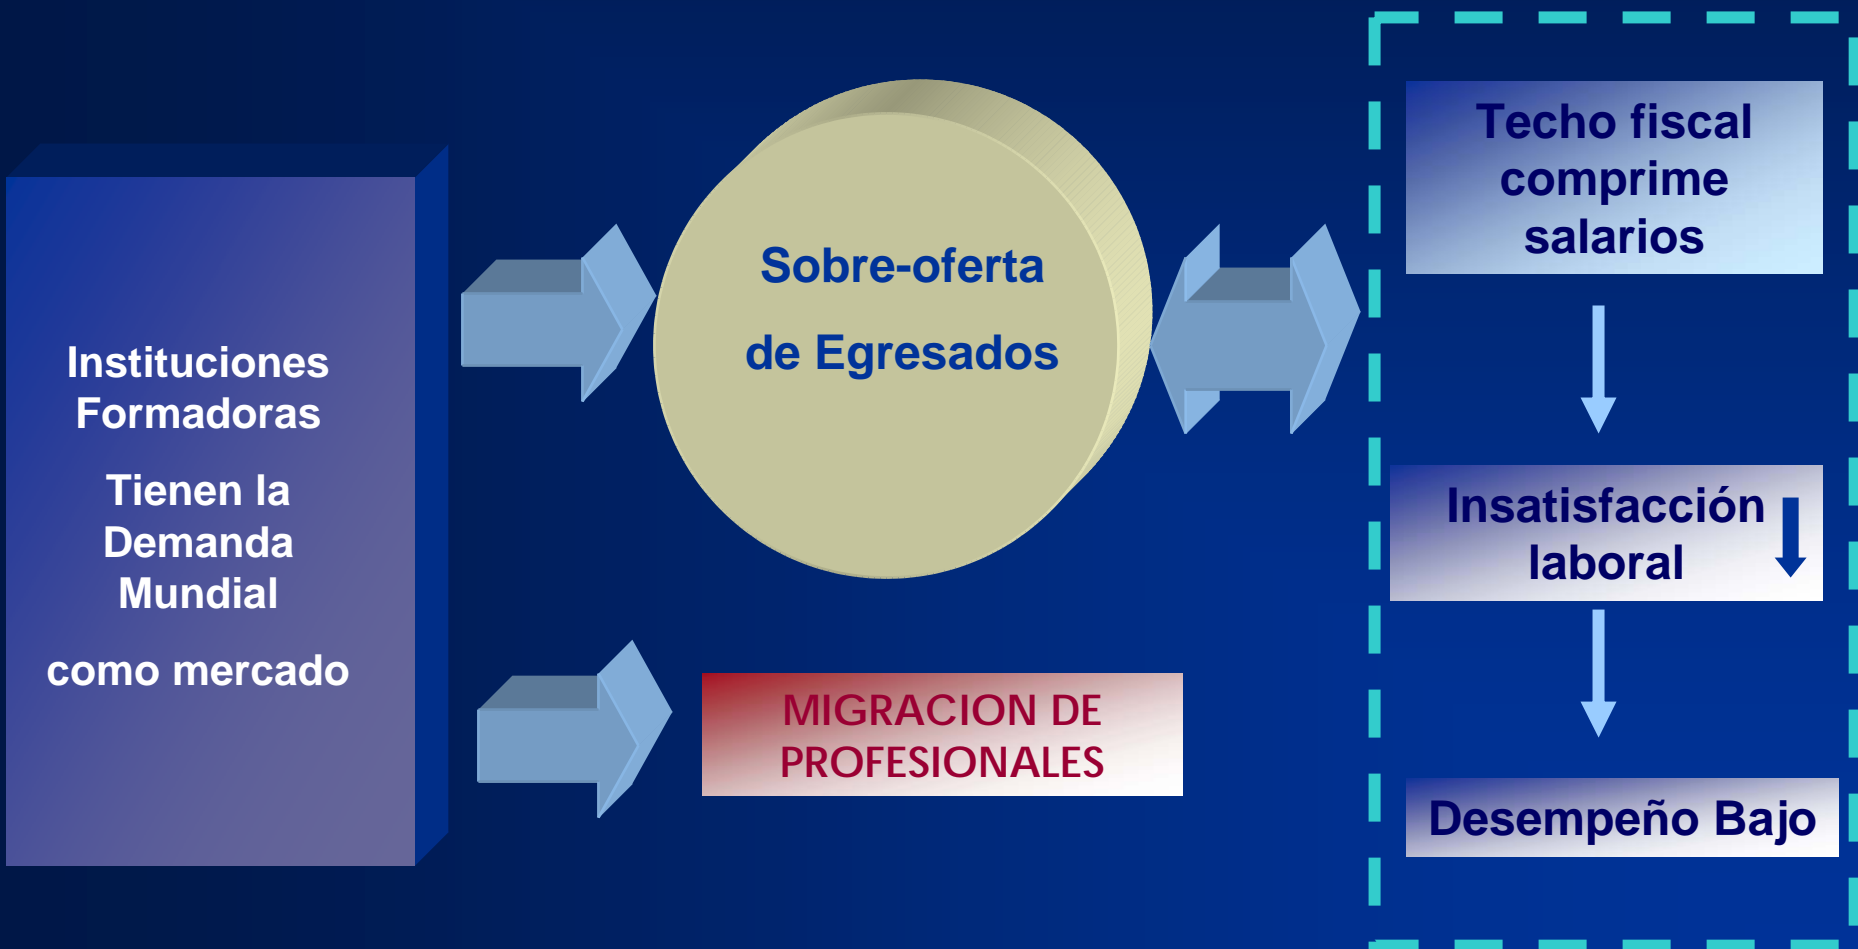 Instituciones
Formadoras
Tienen la
Demanda
Mundial
como mercado
Sobre-oferta
de Egresados
MIGRACION DE
PROFESIONALES
Techo fiscal
comprime
salarios
Insatisfacción
laboral
Desempeño Bajo